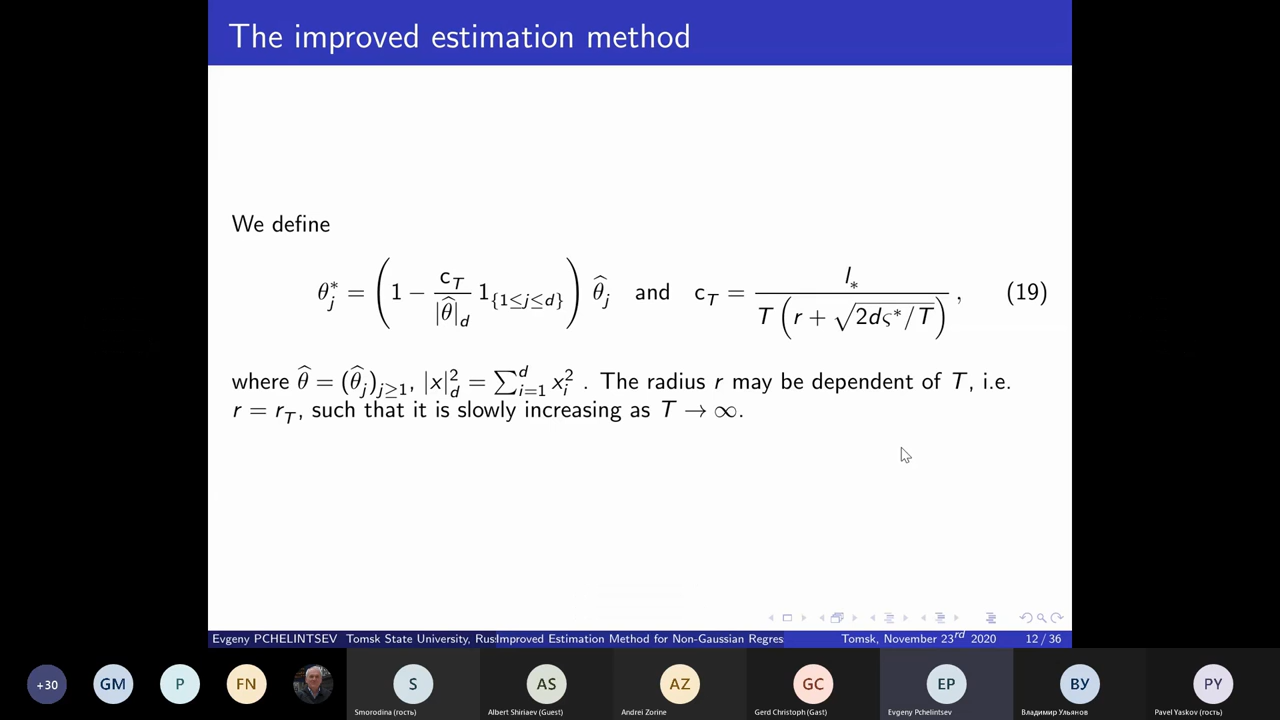 The improved estimation method
We define
θ*_j = ( 1 − c_T / |θ̂|_d 1_{1≤j≤d} ) θ̂_j and c_T = l_* / ( T ( r + √(2dς*/T) ) ) , (19)
where θ̂ = (θ̂_j)_{j≥1}, |x|²_d = ∑^d_{i=1} x²_i . The radius r may be dependent of T, i.e.
r = r_T, such that it is slowly increasing as T → ∞.
Evgeny PCHELINTSEV Tomsk State University, Rus Improved Estimation Method for Non-Gaussian Regres Tomsk, November 23rd 2020 12 / 36
+30 GM P FN S AS AZ GC EP ВУ PY
Smorodina (гость) Albert Shiriaev (Guest) Andrei Zorine Gerd Christoph (Gast) Evgeny Pchelintsev Владимир Ульянов Pavel Yaskov (гость)